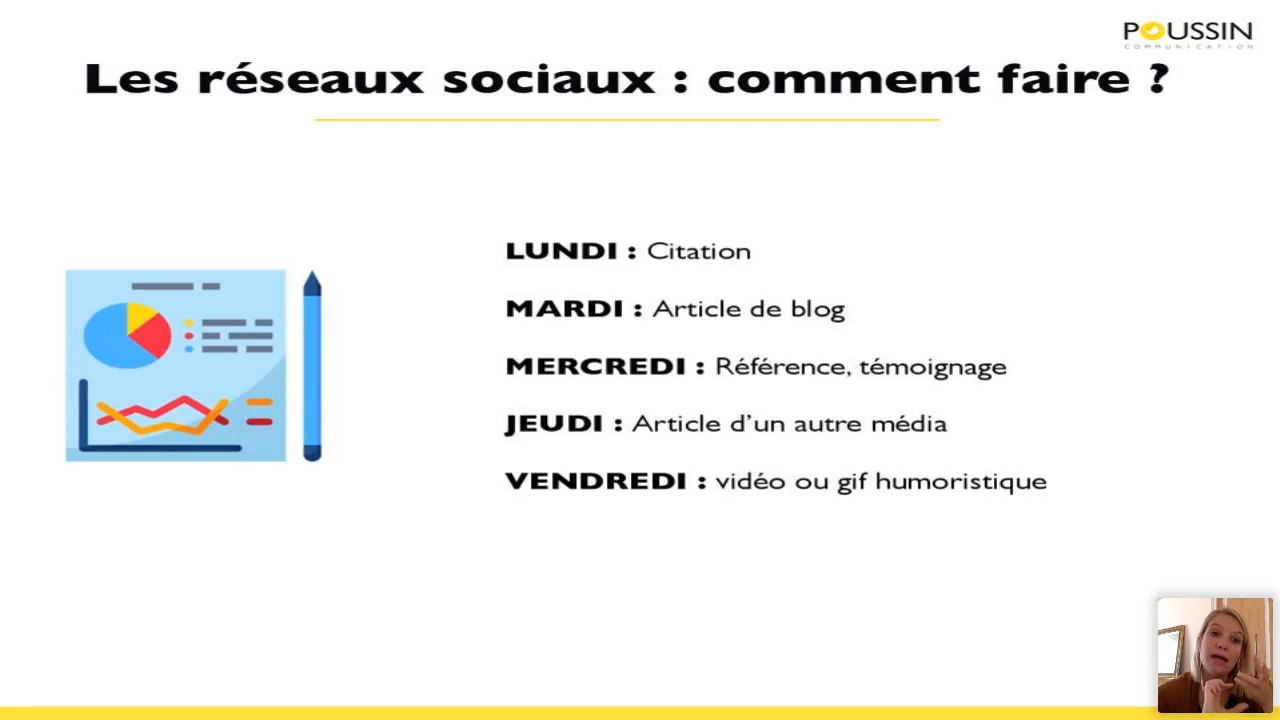 POUSSIN
COMMUNICATION
Les réseaux sociaux : comment faire ?
LUNDI : Citation
MARDI : Article de blog
MERCREDI : Référence, témoignage
JEUDI : Article d’un autre média
VENDREDI : vidéo ou gif humoristique